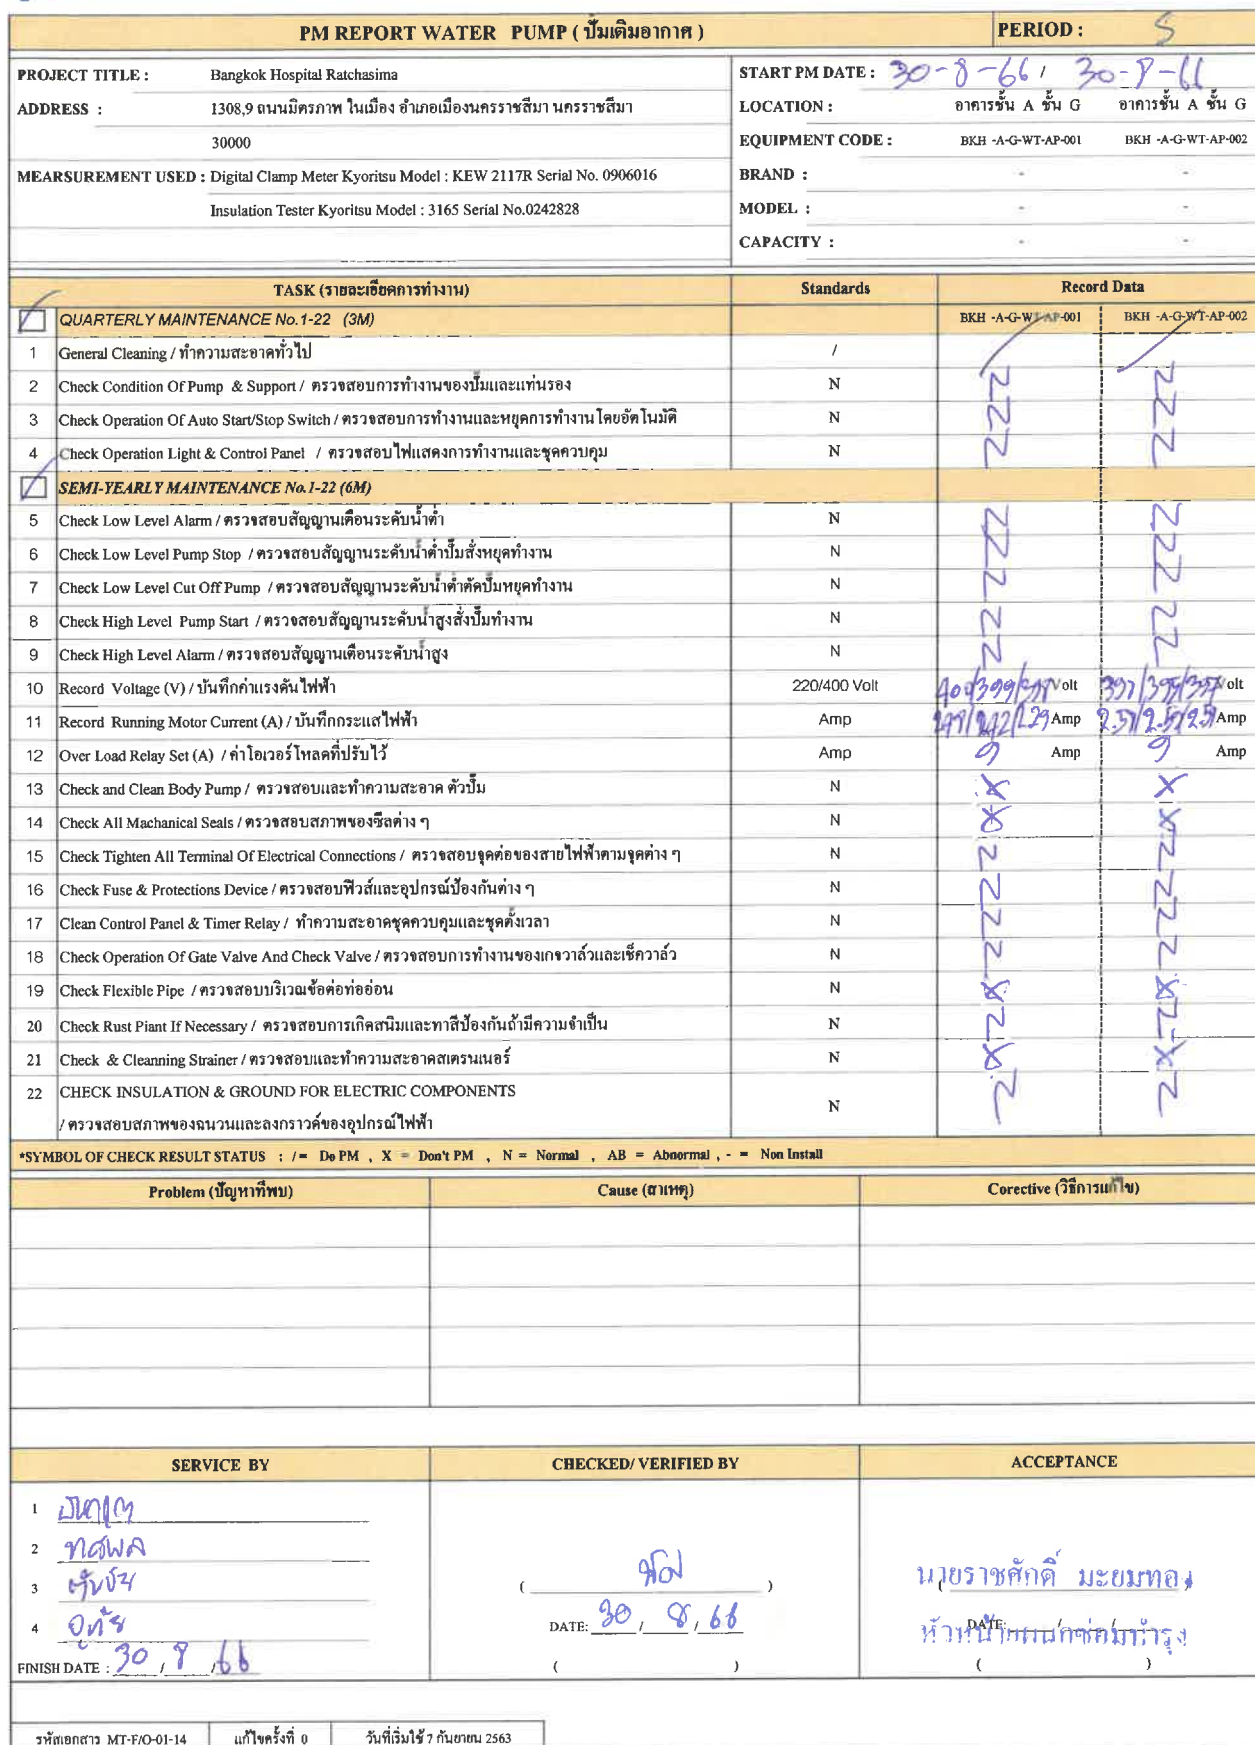 PM REPORT WATER PUMP ( ปั๊มเติมอากาศ )
PERIOD : S
PROJECT TITLE : Bangkok Hospital Ratchasima
START PM DATE : 30-8-66 / 30-8-66
ADDRESS : 1308,9 ถนนมิตรภาพ ในเมือง อำเภอเมืองนครราชสีมา นครราชสีมา
LOCATION : อาคารชั้น A ชั้น G อาคารชั้น A ชั้น G
30000
EQUIPMENT CODE : BKH -A-G-WT-AP-001 BKH -A-G-WT-AP-002
MEARSUREMENT USED : Digital Clamp Meter Kyoritsu Model : KEW 2117R Serial No. 0906016
BRAND : - -
Insulation Tester Kyoritsu Model : 3165 Serial No.0242828
MODEL : - -
CAPACITY : - -
TASK (รายละเอียดการทำงาน) Standards Record Data
QUARTERLY MAINTENANCE No.1-22 (3M) BKH -A-G-WT-AP-001 BKH -A-G-WT-AP-002
1 General Cleaning / ทำความสะอาดทั่วไป / / /
2 Check Condition Of Pump & Support / ตรวจสอบการทำงานของปั๊มและแท่นรอง N N N
3 Check Operation Of Auto Start/Stop Switch / ตรวจสอบการทำงานและหยุดการทำงานโดยอัตโนมัติ N N N
4 Check Operation Light & Control Panel / ตรวจสอบไฟแสดงการทำงานและชุดควบคุม N N N
SEMI-YEARLY MAINTENANCE No.1-22 (6M)
5 Check Low Level Alarm / ตรวจสอบสัญญานเตือนระดับน้ำต่ำ N N N
6 Check Low Level Pump Stop / ตรวจสอบสัญญานระดับน้ำต่ำปั๊มสั่งหยุดทำงาน N N N
7 Check Low Level Cut Off Pump / ตรวจสอบสัญญานระดับน้ำต่ำตัดปั๊มหยุดทำงาน N N N
8 Check High Level Pump Start / ตรวจสอบสัญญานระดับน้ำสูงสั่งปั๊มทำงาน N N N
9 Check High Level Alarm / ตรวจสอบสัญญานเตือนระดับน้ำสูง N N N
10 Record Voltage (V) / บันทึกค่าแรงดันไฟฟ้า 220/400 Volt 400/399/398 Volt 397/395/397 Volt
11 Record Running Motor Current (A) / บันทึกกระแสไฟฟ้า Amp Amp 2.51/2.51/2.51 Amp
12 Over Load Relay Set (A) / ค่าโอเวอร์โหลดที่ปรับไว้ Amp 9 Amp 9 Amp
13 Check and Clean Body Pump / ตรวจสอบและทำความสะอาด ตัวปั๊ม N X X
14 Check All Machanical Seals / ตรวจสอบสภาพของซีลต่าง ๆ N X X
15 Check Tighten All Terminal Of Electrical Connections / ตรวจสอบจุดต่อของสายไฟฟ้าตามจุดต่าง ๆ N N N
16 Check Fuse & Protections Device / ตรวจสอบฟิวส์และอุปกรณ์ป้องกันต่าง ๆ N N N
17 Clean Control Panel & Timer Relay / ทำความสะอาดชุดควบคุมและชุดตั้งเวลา N N N
18 Check Operation Of Gate Valve And Check Valve / ตรวจสอบการทำงานของเกจวาล์วและเช็ควาล์ว N N N
19 Check Flexible Pipe / ตรวจสอบบริเวณข้อต่อท่ออ่อน N X X
20 Check Rust Piant If Necessary / ตรวจสอบการเกิดสนิมและทาสีป้องกันถ้ามีความจำเป็น N N N
21 Check & Cleanning Strainer / ตรวจสอบและทำความสะอาดสเตรนเนอร์ N X X
22 CHECK INSULATION & GROUND FOR ELECTRIC COMPONENTS
/ ตรวจสอบสภาพของฉนวนและลงกราวด์ของอุปกรณ์ไฟฟ้า N N N
*SYMBOL OF CHECK RESULT STATUS : / = Do PM , X = Don't PM , N = Normal , AB = Abnormal , - = Non Install
Problem (ปัญหาที่พบ) Cause (สาเหตุ) Corective (วิธีการแก้ไข)
SERVICE BY CHECKED/ VERIFIED BY ACCEPTANCE
1
2 ทศพล
3
4 อุทัย
( )
นายราชศักดิ์ มะยมทอง
DATE: 30 / 8 / 66
DATE: / /
หัวหน้าแผนกซ่อมบำรุง
FINISH DATE : 30 / 8 / 66
( ) ( )
รหัสเอกสาร MT-F/O-01-14 แก้ไขครั้งที่ 0 วันที่เริ่มใช้ 7 กันยายน 2563